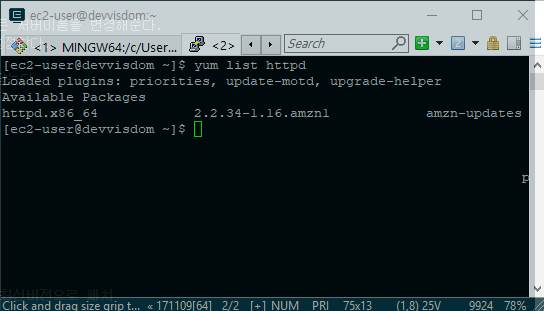 ec2-user@devvisdom:~
<1> MINGW64:/c/User... <2> Search
[ec2-user@devvisdom ~]$ yum list httpd
Loaded plugins: priorities, update-motd, upgrade-helper
Available Packages
httpd.x86_64 2.2.34-1.16.amzn1 amzn-updates
[ec2-user@devvisdom ~]$
p
Click and drag size grip t... « 171109[64] 2/2 [+] NUM PRI 75x13 (1,8) 25V 9924 78%